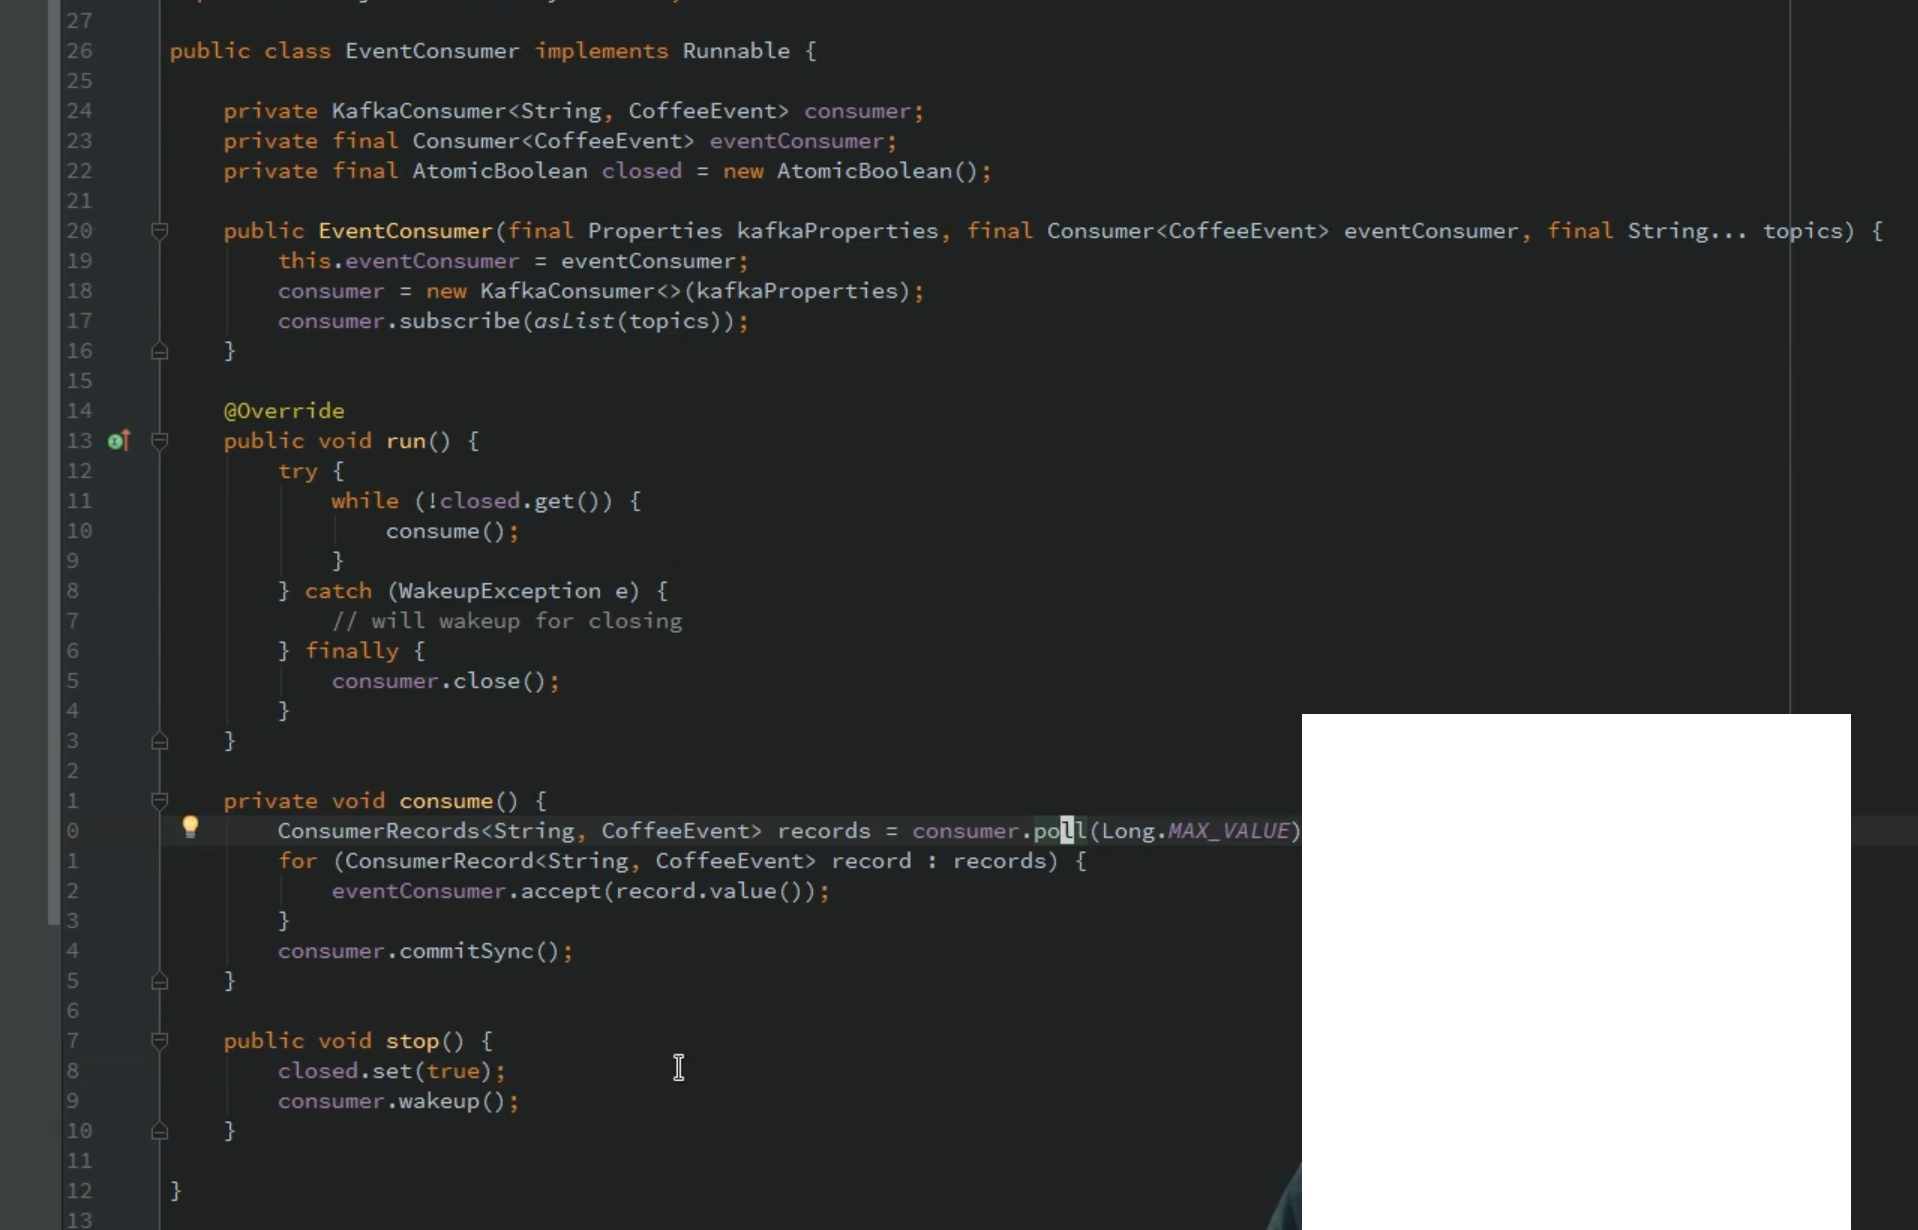 27
26 public class EventConsumer implements Runnable {
25
24 private KafkaConsumer<String, CoffeeEvent> consumer;
23 private final Consumer<CoffeeEvent> eventConsumer;
22 private final AtomicBoolean closed = new AtomicBoolean();
21
20 public EventConsumer(final Properties kafkaProperties, final Consumer<CoffeeEvent> eventConsumer, final String... topics) {
19 this.eventConsumer = eventConsumer;
18 consumer = new KafkaConsumer<>(kafkaProperties);
17 consumer.subscribe(asList(topics));
16 }
15
14 @Override
13 public void run() {
12 try {
11 while (!closed.get()) {
10 consume();
9 }
8 } catch (WakeupException e) {
7 // will wakeup for closing
6 } finally {
5 consumer.close();
4 }
3 }
2
1 private void consume() {
0 ConsumerRecords<String, CoffeeEvent> records = consumer.poll(Long.MAX_VALUE)
1 for (ConsumerRecord<String, CoffeeEvent> record : records) {
2 eventConsumer.accept(record.value());
3 }
4 consumer.commitSync();
5 }
6
7 public void stop() {
8 closed.set(true);
9 consumer.wakeup();
10 }
11
12 }
13